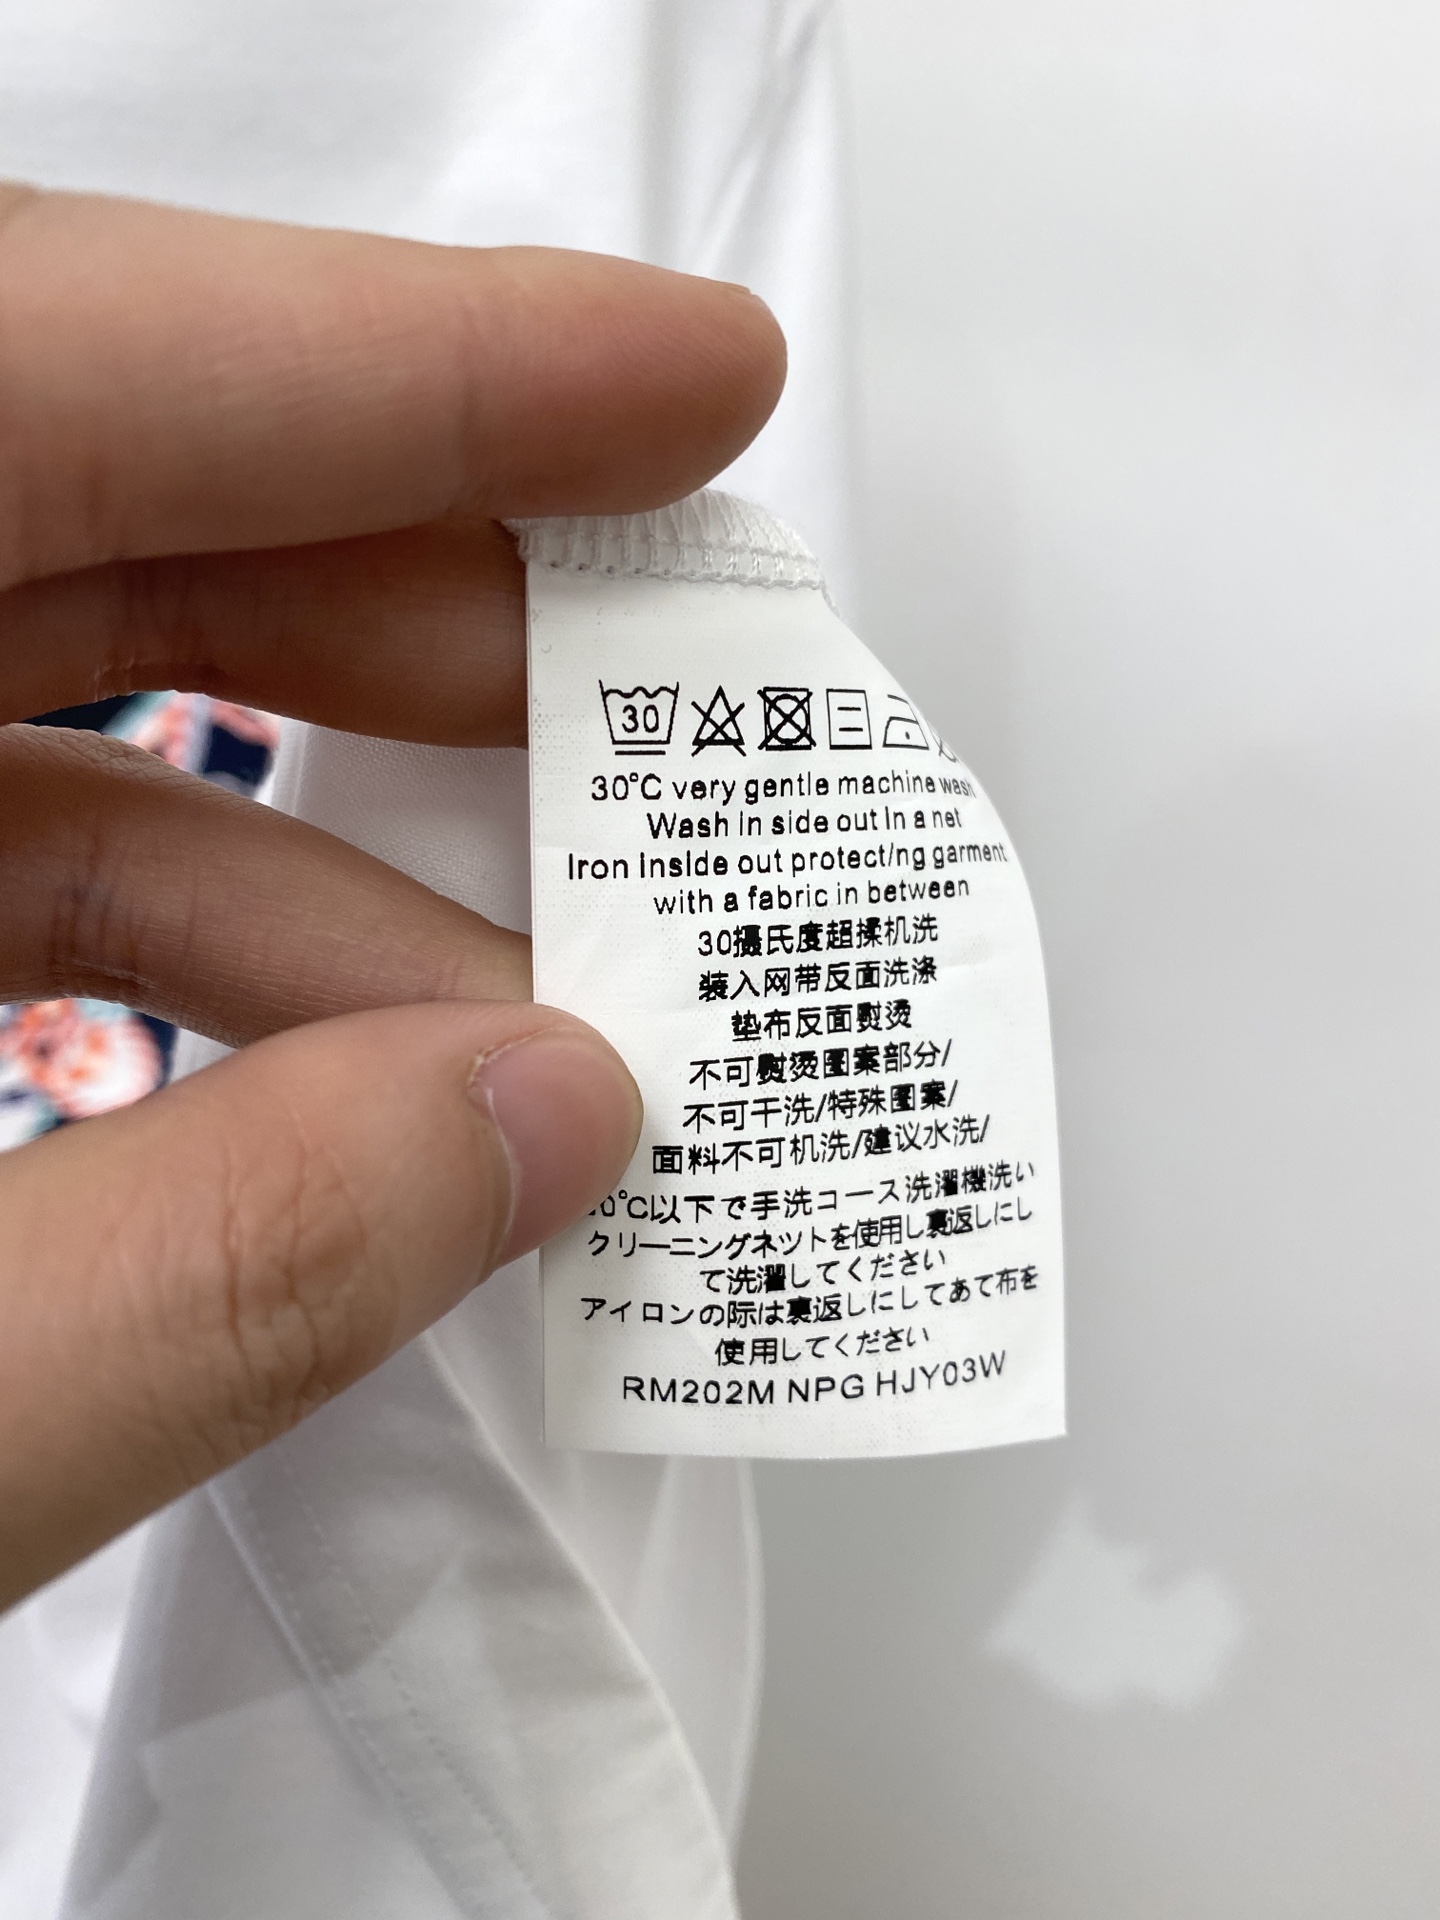 30
30°C very gentle machine wash
Wash in side out In a net
Iron Inslde out protect/ng garment
with a fabric in between
30摄氏度超揉机洗
装入网带反面洗涤
垫布反面熨烫
不可熨烫图案部分/
不可干洗/特殊图案/
面料不可机洗/建议水洗/
0°C以下で手洗コース洗濯機洗い
クリーニングネツトを使用し裏返しにし
て洗濯してください
アイロンの際は裏返しにしてあて布を
使用してください
RM202M NPG HJY03W